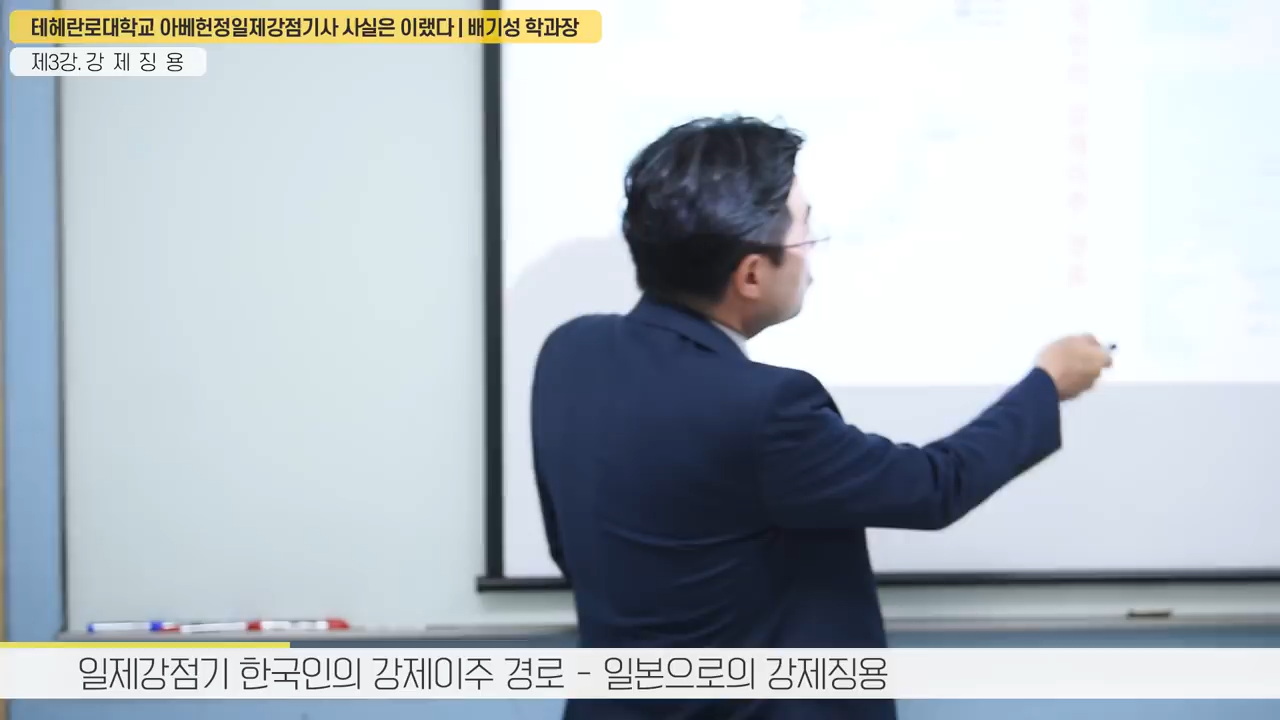 테헤란로대학교 아베헌정일제강점기사 사실은 이랬다 | 배기성 학과장
제3강. 강 제 징 용
일제강점기 한국인의 강제이주 경로 - 일본으로의 강제징용